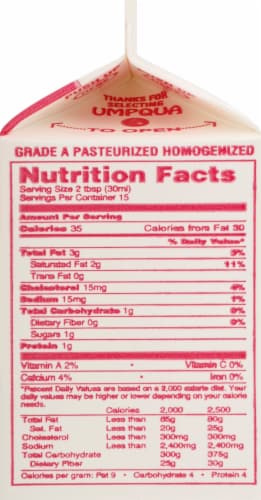 THANKS FOR
SELECTING
UMPQUA
TO OPEN
GRADE A PASTEURIZED HOMOGENIZED
Nutrition Facts
Serving Size 2 tbsp (30ml)
Servings Per Container 15
Amount Per Serving
Calories 35 Calories from Fat 30
% Daily Value*
Total Fat 3g 5%
Saturated Fat 2g 11%
Trans Fat 0g
Cholesterol 15mg 4%
Sodium 15mg 1%
Total Carbohydrate 1g 0%
Dietary Fiber 0g 0%
Sugars 1g
Protein 1g
Vitamin A 2% • Vitamin C 0%
Calcium 4% • Iron 0%
*Percent Daily Values are based on a 2,000 calorie diet. Your
daily values may be higher or lower depending on your calorie
needs.
Calories 2,000 2,500
Total Fat Less than 65g 80g
Sat. Fat Less than 20g 25g
Cholesterol Less than 300mg 300mg
Sodium Less than 2,400mg 2,400mg
Total Carbohydrate 300g 375g
Dietary Fiber 25g 30g
Calories per gram: Fat 9 • Carbohydrate 4 • Protein 4